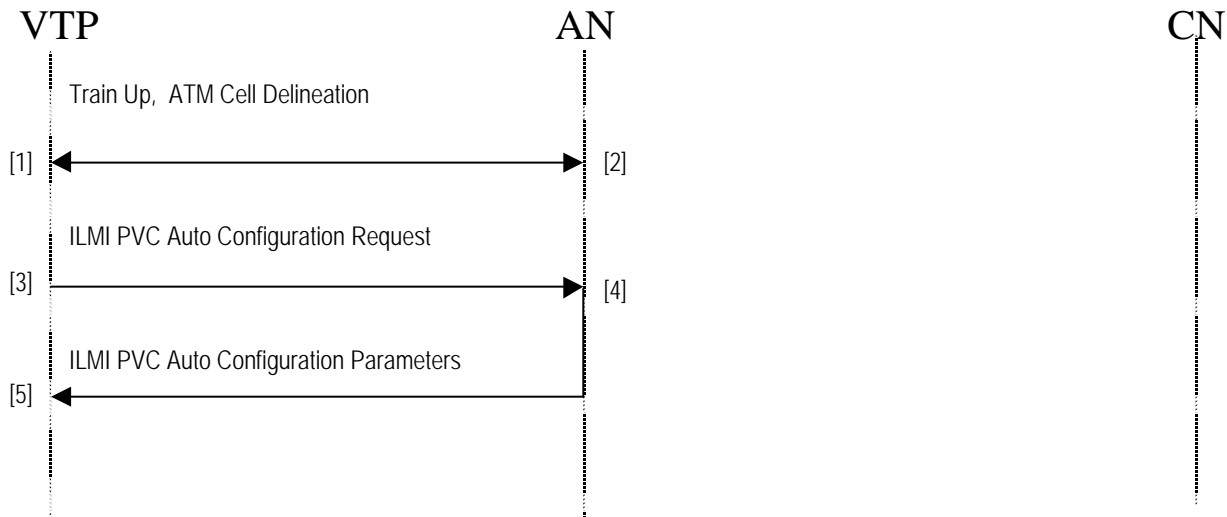 VTP AN CN
Train Up, ATM Cell Delineation
[1] [2]
ILMI PVC Auto Configuration Request
[3] [4]
ILMI PVC Auto Configuration Parameters
[5]